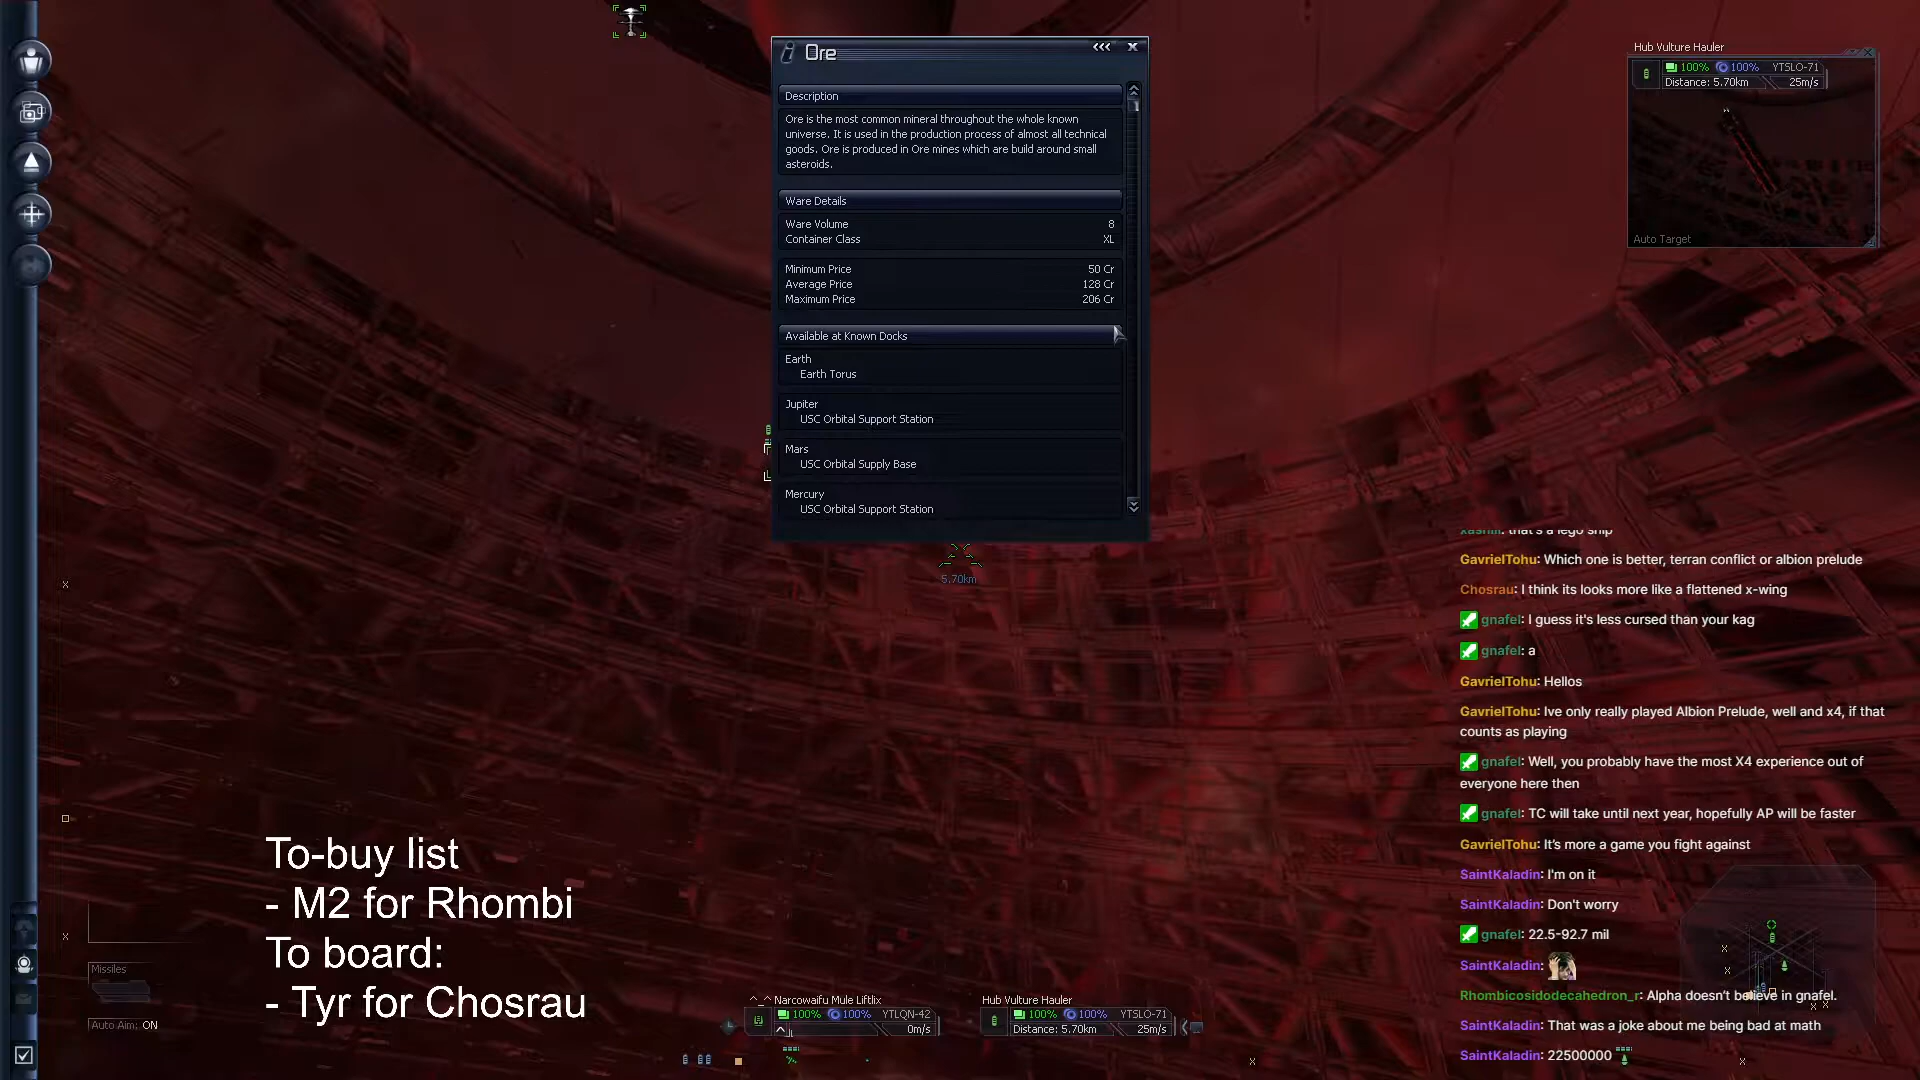 Ore
Description
Ore is the most common mineral throughout the whole known
universe. It is used in the production process of almost all technical
goods. Ore is produced in Ore mines which are build around small
asteroids.
Ware Details
Ware Volume 8
Container Class XL
Minimum Price 50 Cr
Average Price 128 Cr
Maximum Price 206 Cr
Available at Known Docks
Earth
Earth Torus
Jupiter
USC Orbital Support Station
Mars
USC Orbital Supply Base
Mercury
USC Orbital Support Station
5.70km
Hub Vulture Hauler
100% 100% YTSLO-71
Distance: 5.70km 25m/s
Auto Target
xashiii: that's a lego ship
GavrielTohu: Which one is better, terran conflict or albion prelude
Chosrau: I think its looks more like a flattened x-wing
gnafel: I guess it's less cursed than your kag
gnafel: a
GavrielTohu: Hellos
GavrielTohu: Ive only really played Albion Prelude, well and x4, if that
counts as playing
gnafel: Well, you probably have the most X4 experience out of
everyone here then
gnafel: TC will take until next year, hopefully AP will be faster
GavrielTohu: It's more a game you fight against
SaintKaladin: I'm on it
SaintKaladin: Don't worry
gnafel: 22.5-92.7 mil
SaintKaladin:
Rhombicosidodecahedron_r: Alpha doesn't believe in gnafel.
SaintKaladin: That was a joke about me being bad at math
SaintKaladin: 22500000
To-buy list
- M2 for Rhombi
To board:
- Tyr for Chosrau
Missiles
Auto Aim: ON
^_^ Narcowaifu Mule Liftlix
100% 100% YTLQN-42
0m/s
Hub Vulture Hauler
100% 100% YTSLO-71
Distance: 5.70km 25m/s